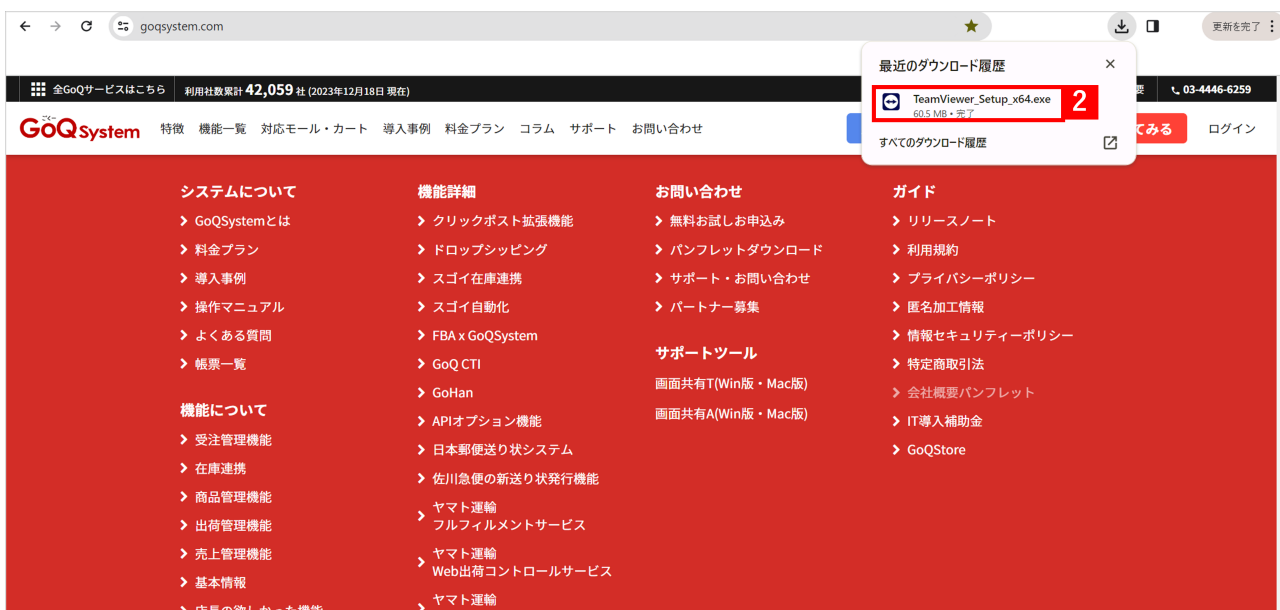 goqsystem.com
更新を完了
最近のダウンロード履歴
TeamViewer_Setup_x64.exe
60.5 MB • 完了
2
すべてのダウンロード履歴
全GoQサービスはこちら
利用社数累計 42,059 社 (2023年12月18日 現在)
03-4446-6259
ごくー
GoQSystem
特徴 機能一覧 対応モール・カート 導入事例 料金プラン コラム サポート お問い合わせ
てみる
ログイン
システムについて
GoQSystemとは
料金プラン
導入事例
操作マニュアル
よくある質問
帳票一覧
機能について
受注管理機能
在庫連携
商品管理機能
出荷管理機能
売上管理機能
基本情報
店長の欲しかった機能
機能詳細
クリックポスト拡張機能
ドロップシッピング
スゴイ在庫連携
スゴイ自動化
FBA x GoQSystem
GoQ CTI
GoHan
APIオプション機能
日本郵便送り状システム
佐川急便の新送り状発行機能
ヤマト運輸
フルフィルメントサービス
ヤマト運輸
Web出荷コントロールサービス
ヤマト運輸
お問い合わせ
無料お試しお申込み
パンフレットダウンロード
サポート・お問い合わせ
パートナー募集
サポートツール
画面共有T(Win版・Mac版)
画面共有A(Win版・Mac版)
ガイド
リリースノート
利用規約
プライバシーポリシー
匿名加工情報
情報セキュリティーポリシー
特定商取引法
会社概要パンフレット
IT導入補助金
GoQStore